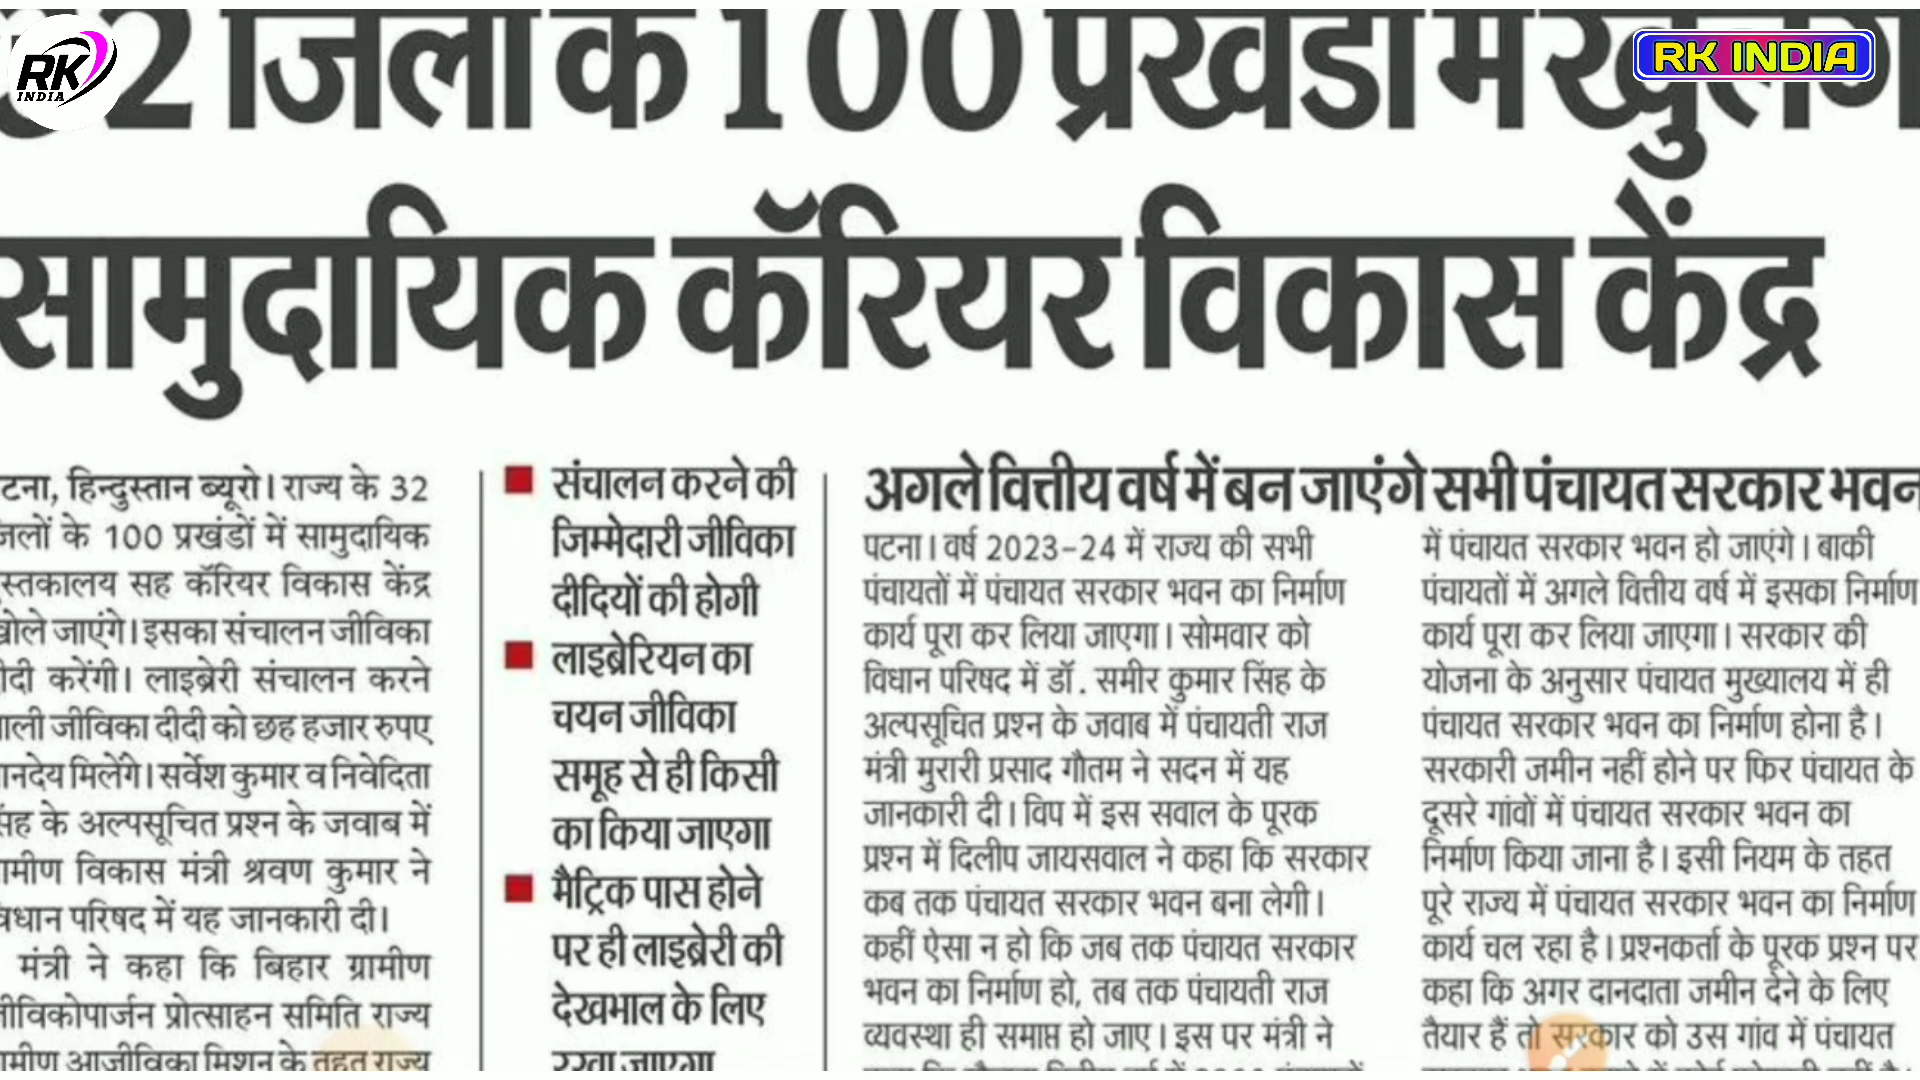 RK
INDIA
RK INDIA
32 जिलों के 100 प्रखंडों में खुलेंगे
सामुदायिक कॅरियर विकास केंद्र
टना, हिन्दुस्तान ब्यूरो। राज्य के 32
जलों के 100 प्रखंडों में सामुदायिक
स्तकालय सह कॅरियर विकास केंद्र
बोले जाएंगे। इसका संचालन जीविका
दी करेंगी। लाइब्रेरी संचालन करने
ाली जीविका दीदी को छह हजार रुपए
ानदेय मिलेंगे। सर्वेश कुमार व निवेदिता
संह के अल्पसूचित प्रश्न के जवाब में
ामीण विकास मंत्री श्रवण कुमार ने
वधान परिषद में यह जानकारी दी।
मंत्री ने कहा कि बिहार ग्रामीण
ीविकोपार्जन प्रोत्साहन समिति राज्य
ामीण आजीविका मिशन के तहत राज्य
संचालन करने की
जिम्मेदारी जीविका
दीदियों की होगी
लाइब्रेरियन का
चयन जीविका
समूह से ही किसी
का किया जाएगा
मैट्रिक पास होने
पर ही लाइब्रेरी की
देखभाल के लिए
रखा जाएगा
अगले वित्तीय वर्ष में बन जाएंगे सभी पंचायत सरकार भवन
पटना। वर्ष 2023-24 में राज्य की सभी
पंचायतों में पंचायत सरकार भवन का निर्माण
कार्य पूरा कर लिया जाएगा। सोमवार को
विधान परिषद में डॉ. समीर कुमार सिंह के
अल्पसूचित प्रश्न के जवाब में पंचायती राज
मंत्री मुरारी प्रसाद गौतम ने सदन में यह
जानकारी दी। विप में इस सवाल के पूरक
प्रश्न में दिलीप जायसवाल ने कहा कि सरकार
कब तक पंचायत सरकार भवन बना लेगी।
कहीं ऐसा न हो कि जब तक पंचायत सरकार
भवन का निर्माण हो, तब तक पंचायती राज
व्यवस्था ही समाप्त हो जाए। इस पर मंत्री ने
में पंचायत सरकार भवन हो जाएंगे। बाकी
पंचायतों में अगले वित्तीय वर्ष में इसका निर्माण
कार्य पूरा कर लिया जाएगा। सरकार की
योजना के अनुसार पंचायत मुख्यालय में ही
पंचायत सरकार भवन का निर्माण होना है।
सरकारी जमीन नहीं होने पर फिर पंचायत के
दूसरे गांवों में पंचायत सरकार भवन का
निर्माण किया जाना है। इसी नियम के तहत
पूरे राज्य में पंचायत सरकार भवन का निर्माण
कार्य चल रहा है। प्रश्नकर्ता के पूरक प्रश्न पर
कहा कि अगर दानदाता जमीन देने के लिए
तैयार हैं तो सरकार को उस गांव में पंचायत